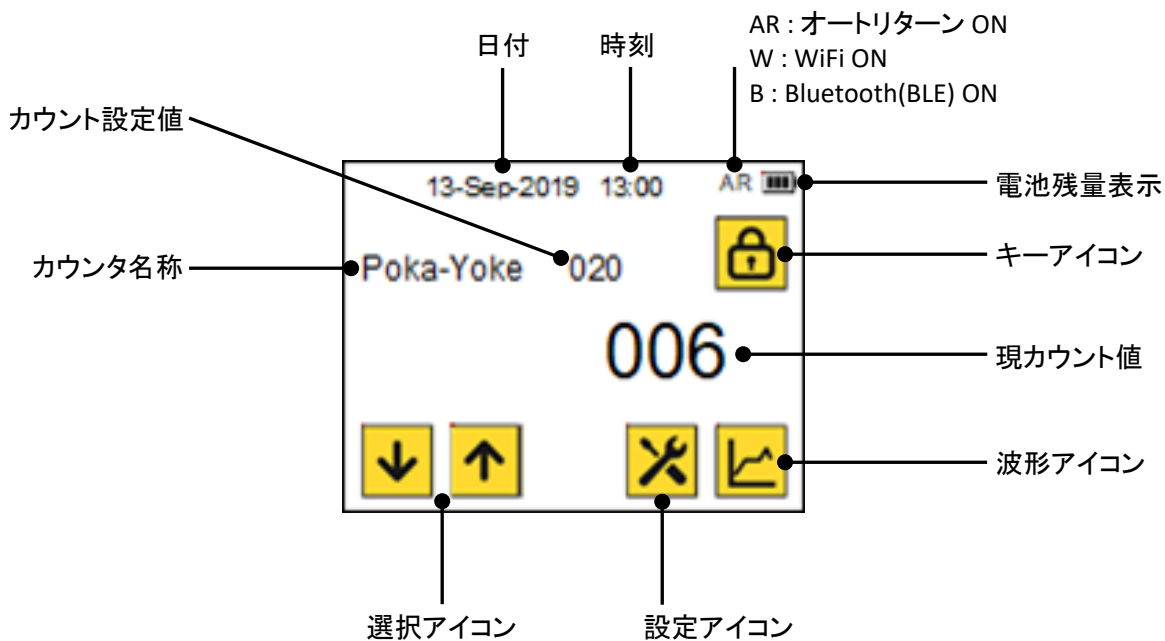 AR : オートリターン ON
W : WiFi ON
B : Bluetooth(BLE) ON
日付
時刻
カウント設定値
13-Sep-2019 13:00 AR
電池残量表示
キーアイコン
カウンタ名称
Poka-Yoke 020
006
現カウント値
波形アイコン
選択アイコン
設定アイコン